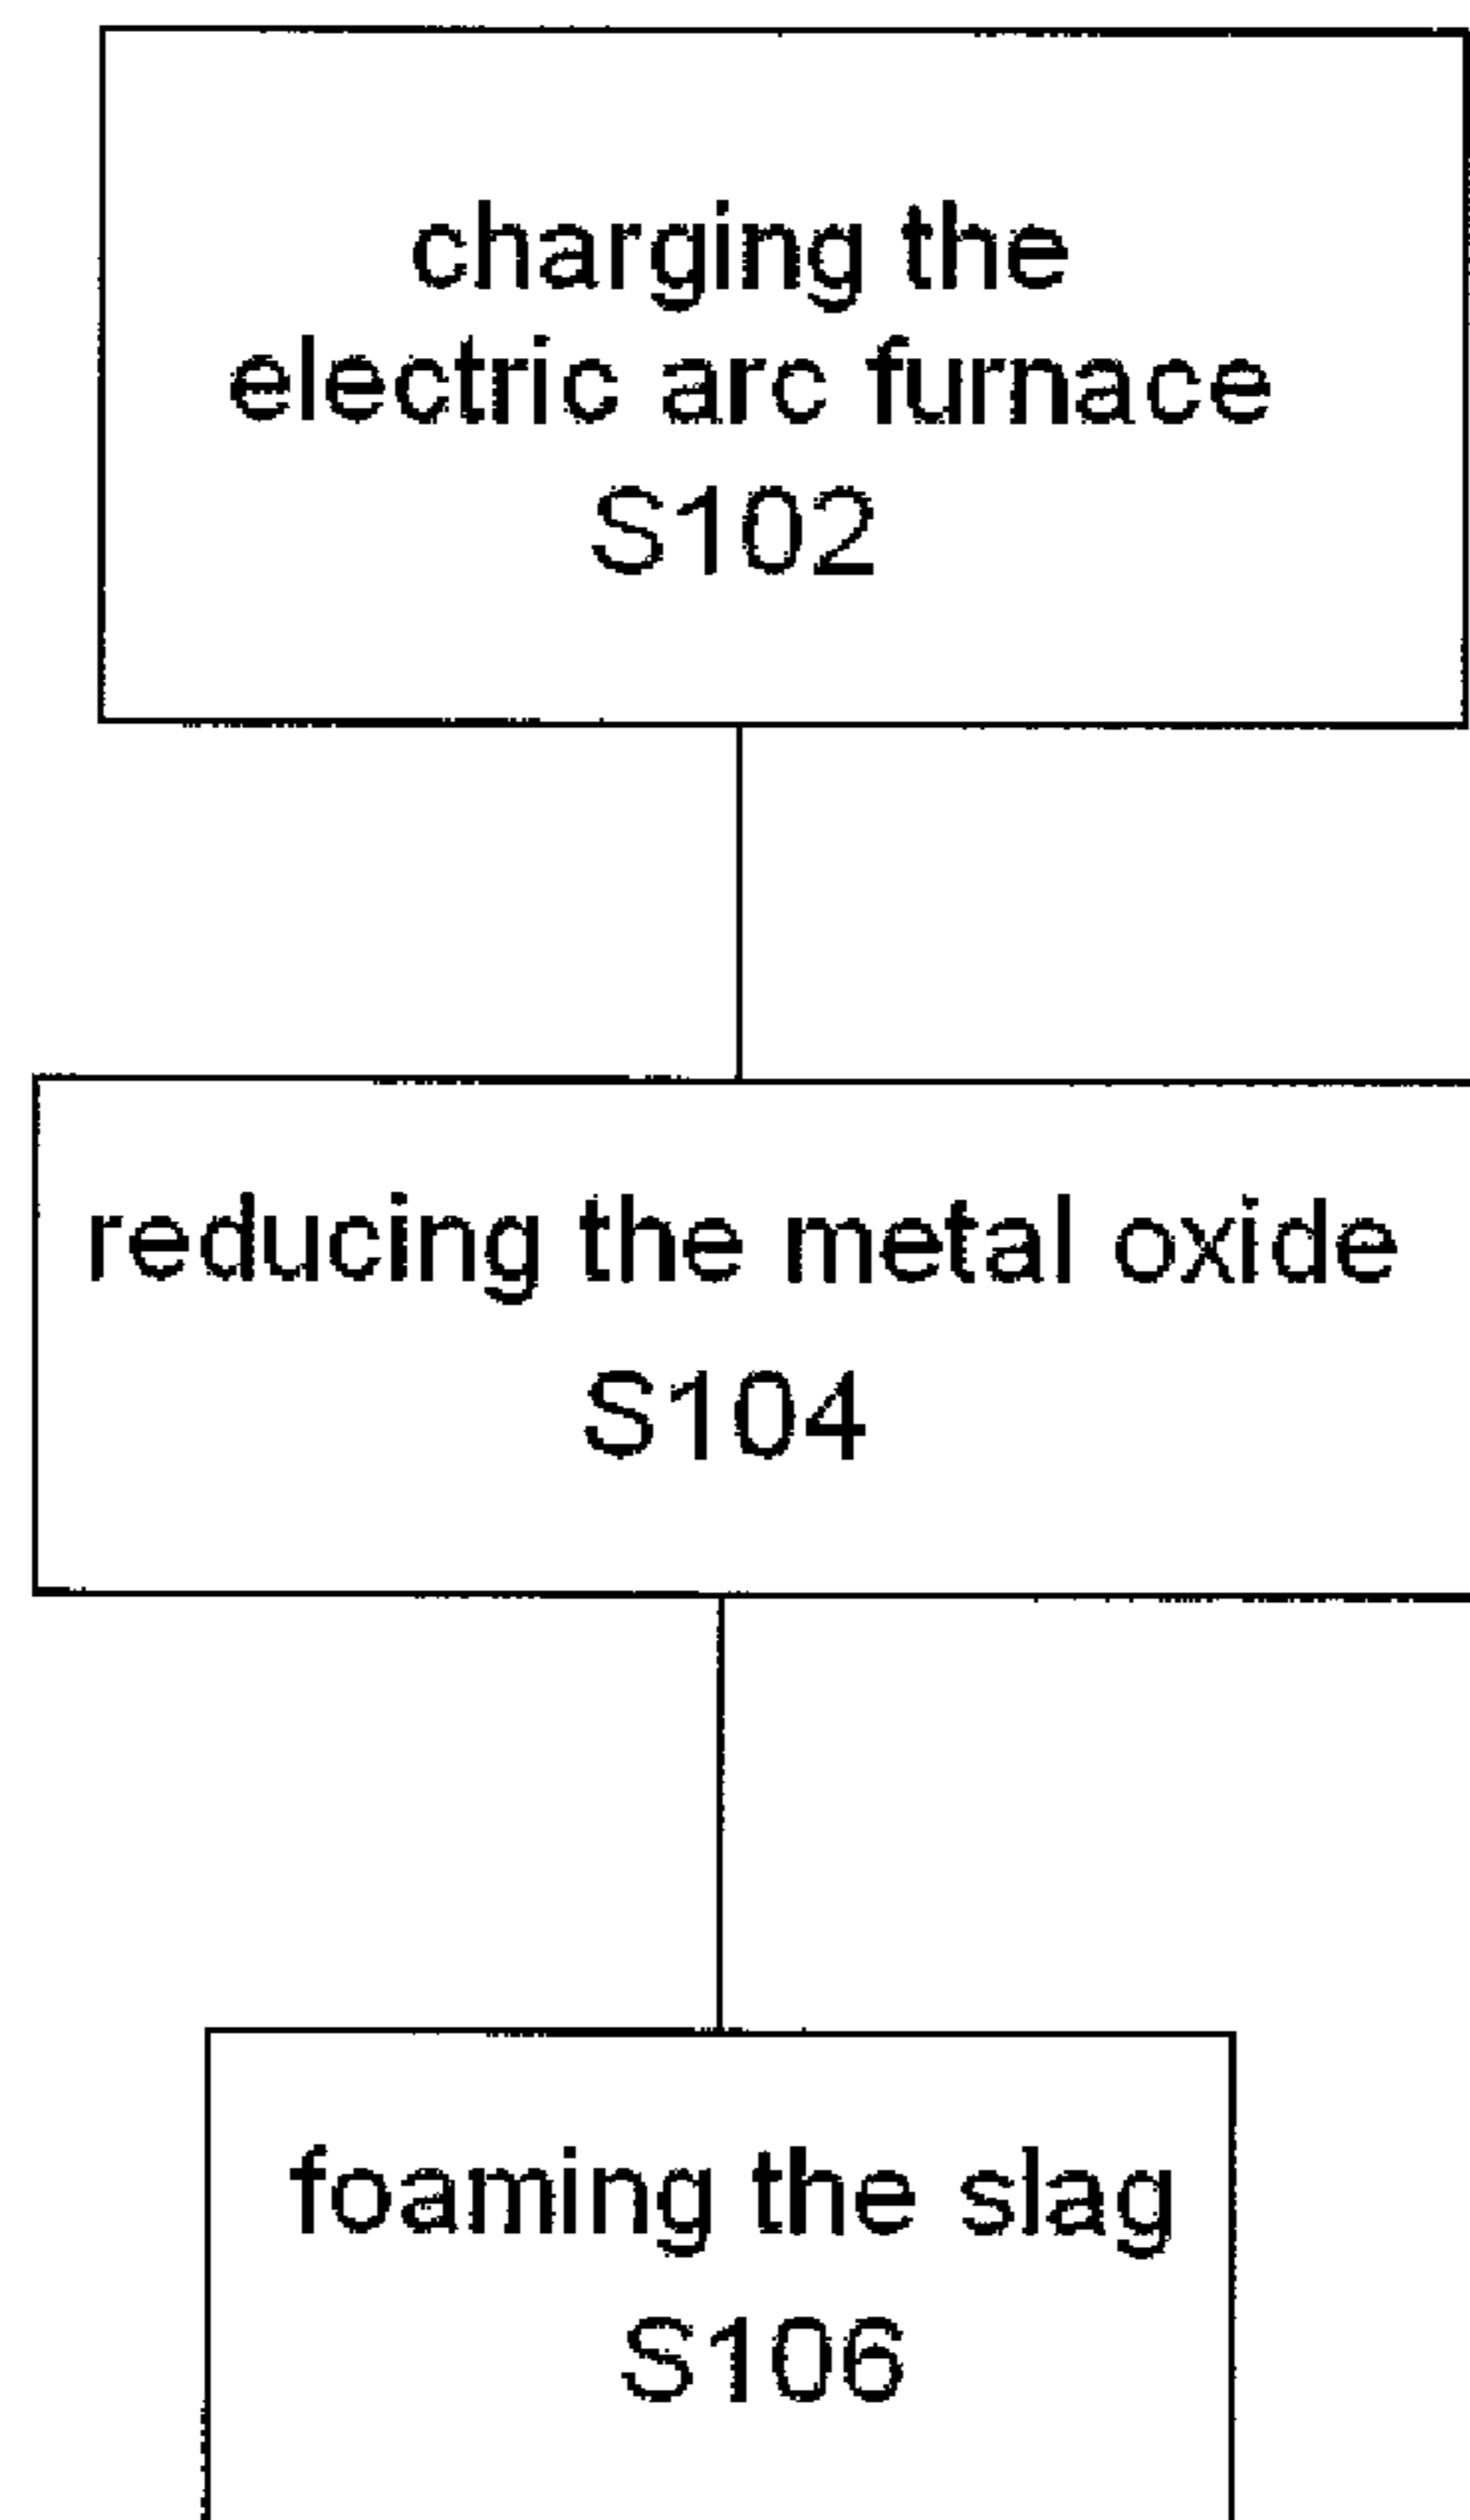 charging the
electric arc furnace
S102
reducing the metal oxide
S104
foaming the slag
S106